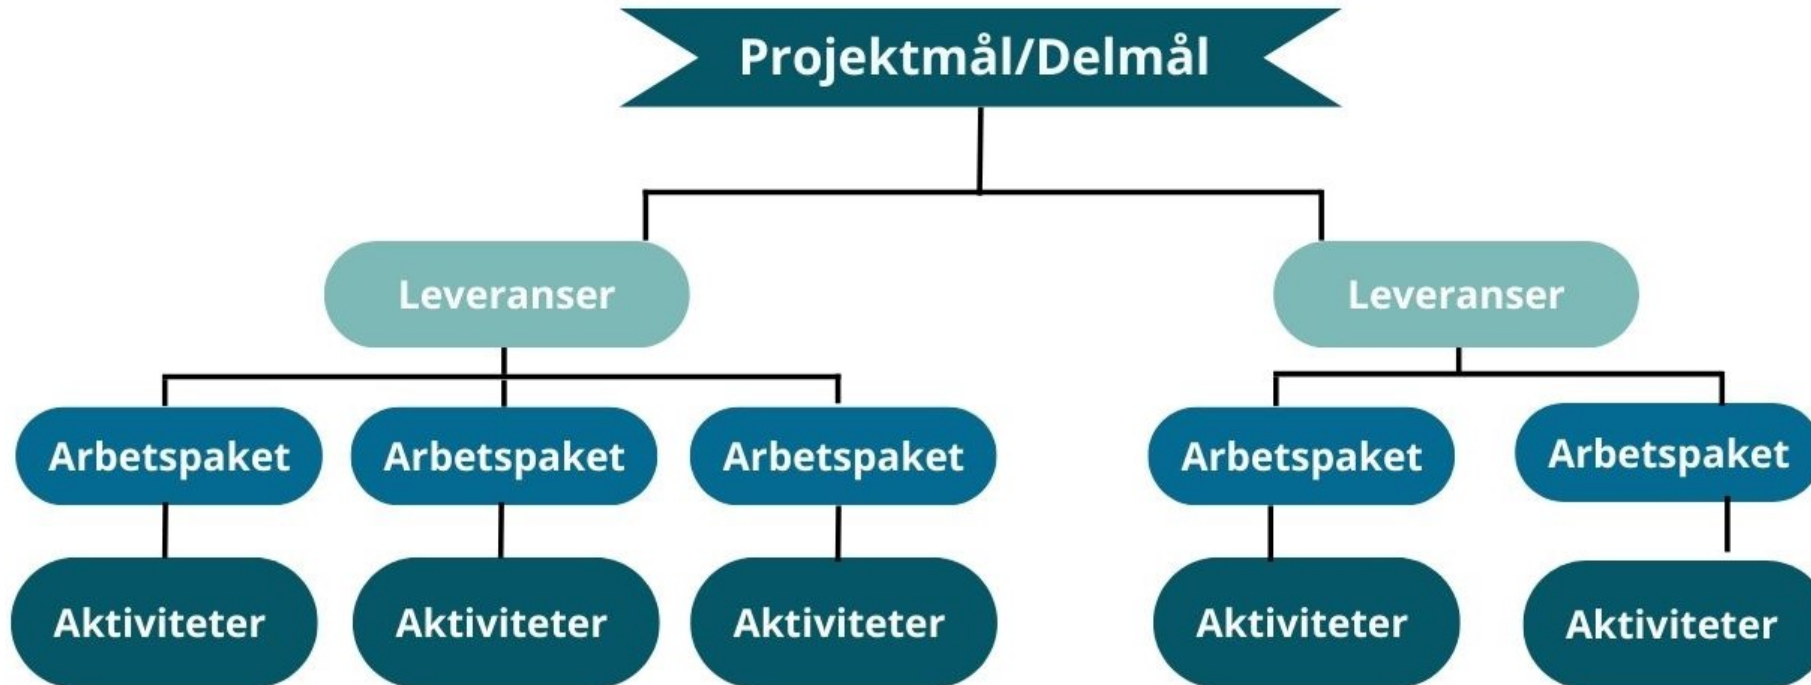 Projektmål/Delmål
Leveranser
Leveranser
Arbetspaket
Arbetspaket
Arbetspaket
Arbetspaket
Arbetspaket
Aktiviteter
Aktiviteter
Aktiviteter
Aktiviteter
Aktiviteter